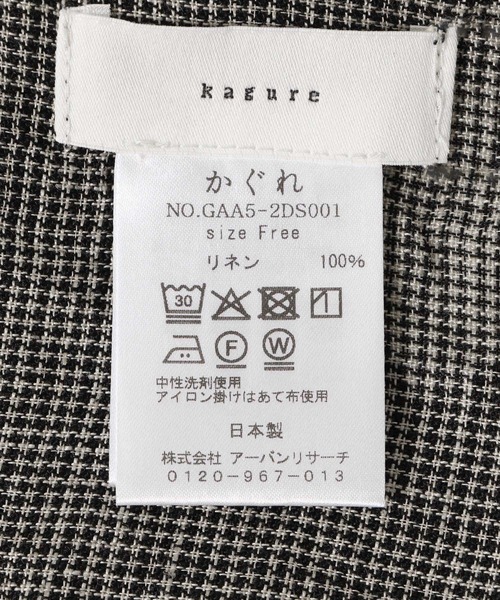 kagure
かぐれ
NO.GAA5-2DS001
size Free
リネン 100%
30
F W
中性洗剤使用
アイロン掛けはあて布使用
日本製
株式会社 アーバンリサーチ
0120-967-013